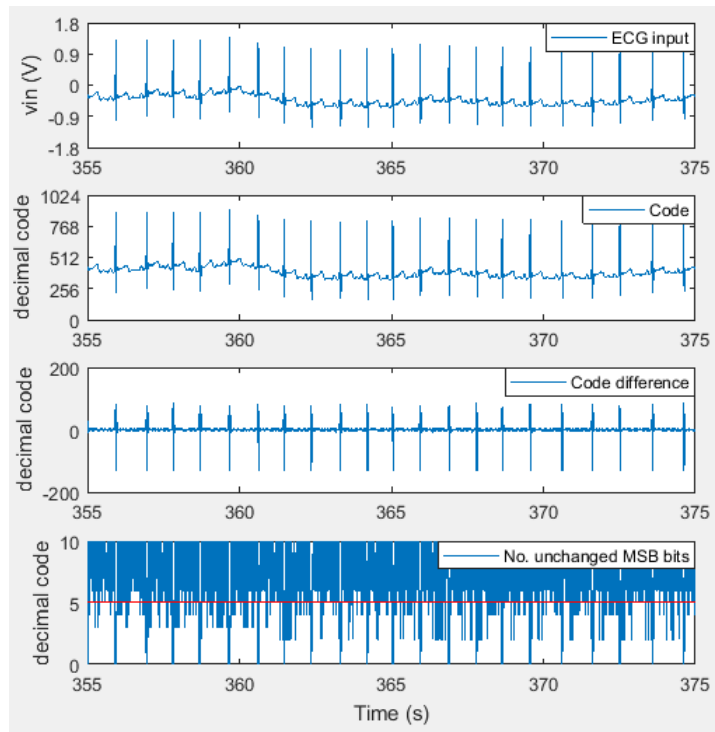 1.8
0.9
0
-0.9
-1.8
vin (V)
ECG input
355 360 365 370 375
1024
768
512
256
0
decimal code
Code
355 360 365 370 375
200
0
-200
decimal code
Code difference
355 360 365 370 375
10
5
0
decimal code
No. unchanged MSB bits
355 360 365 370 375
Time (s)